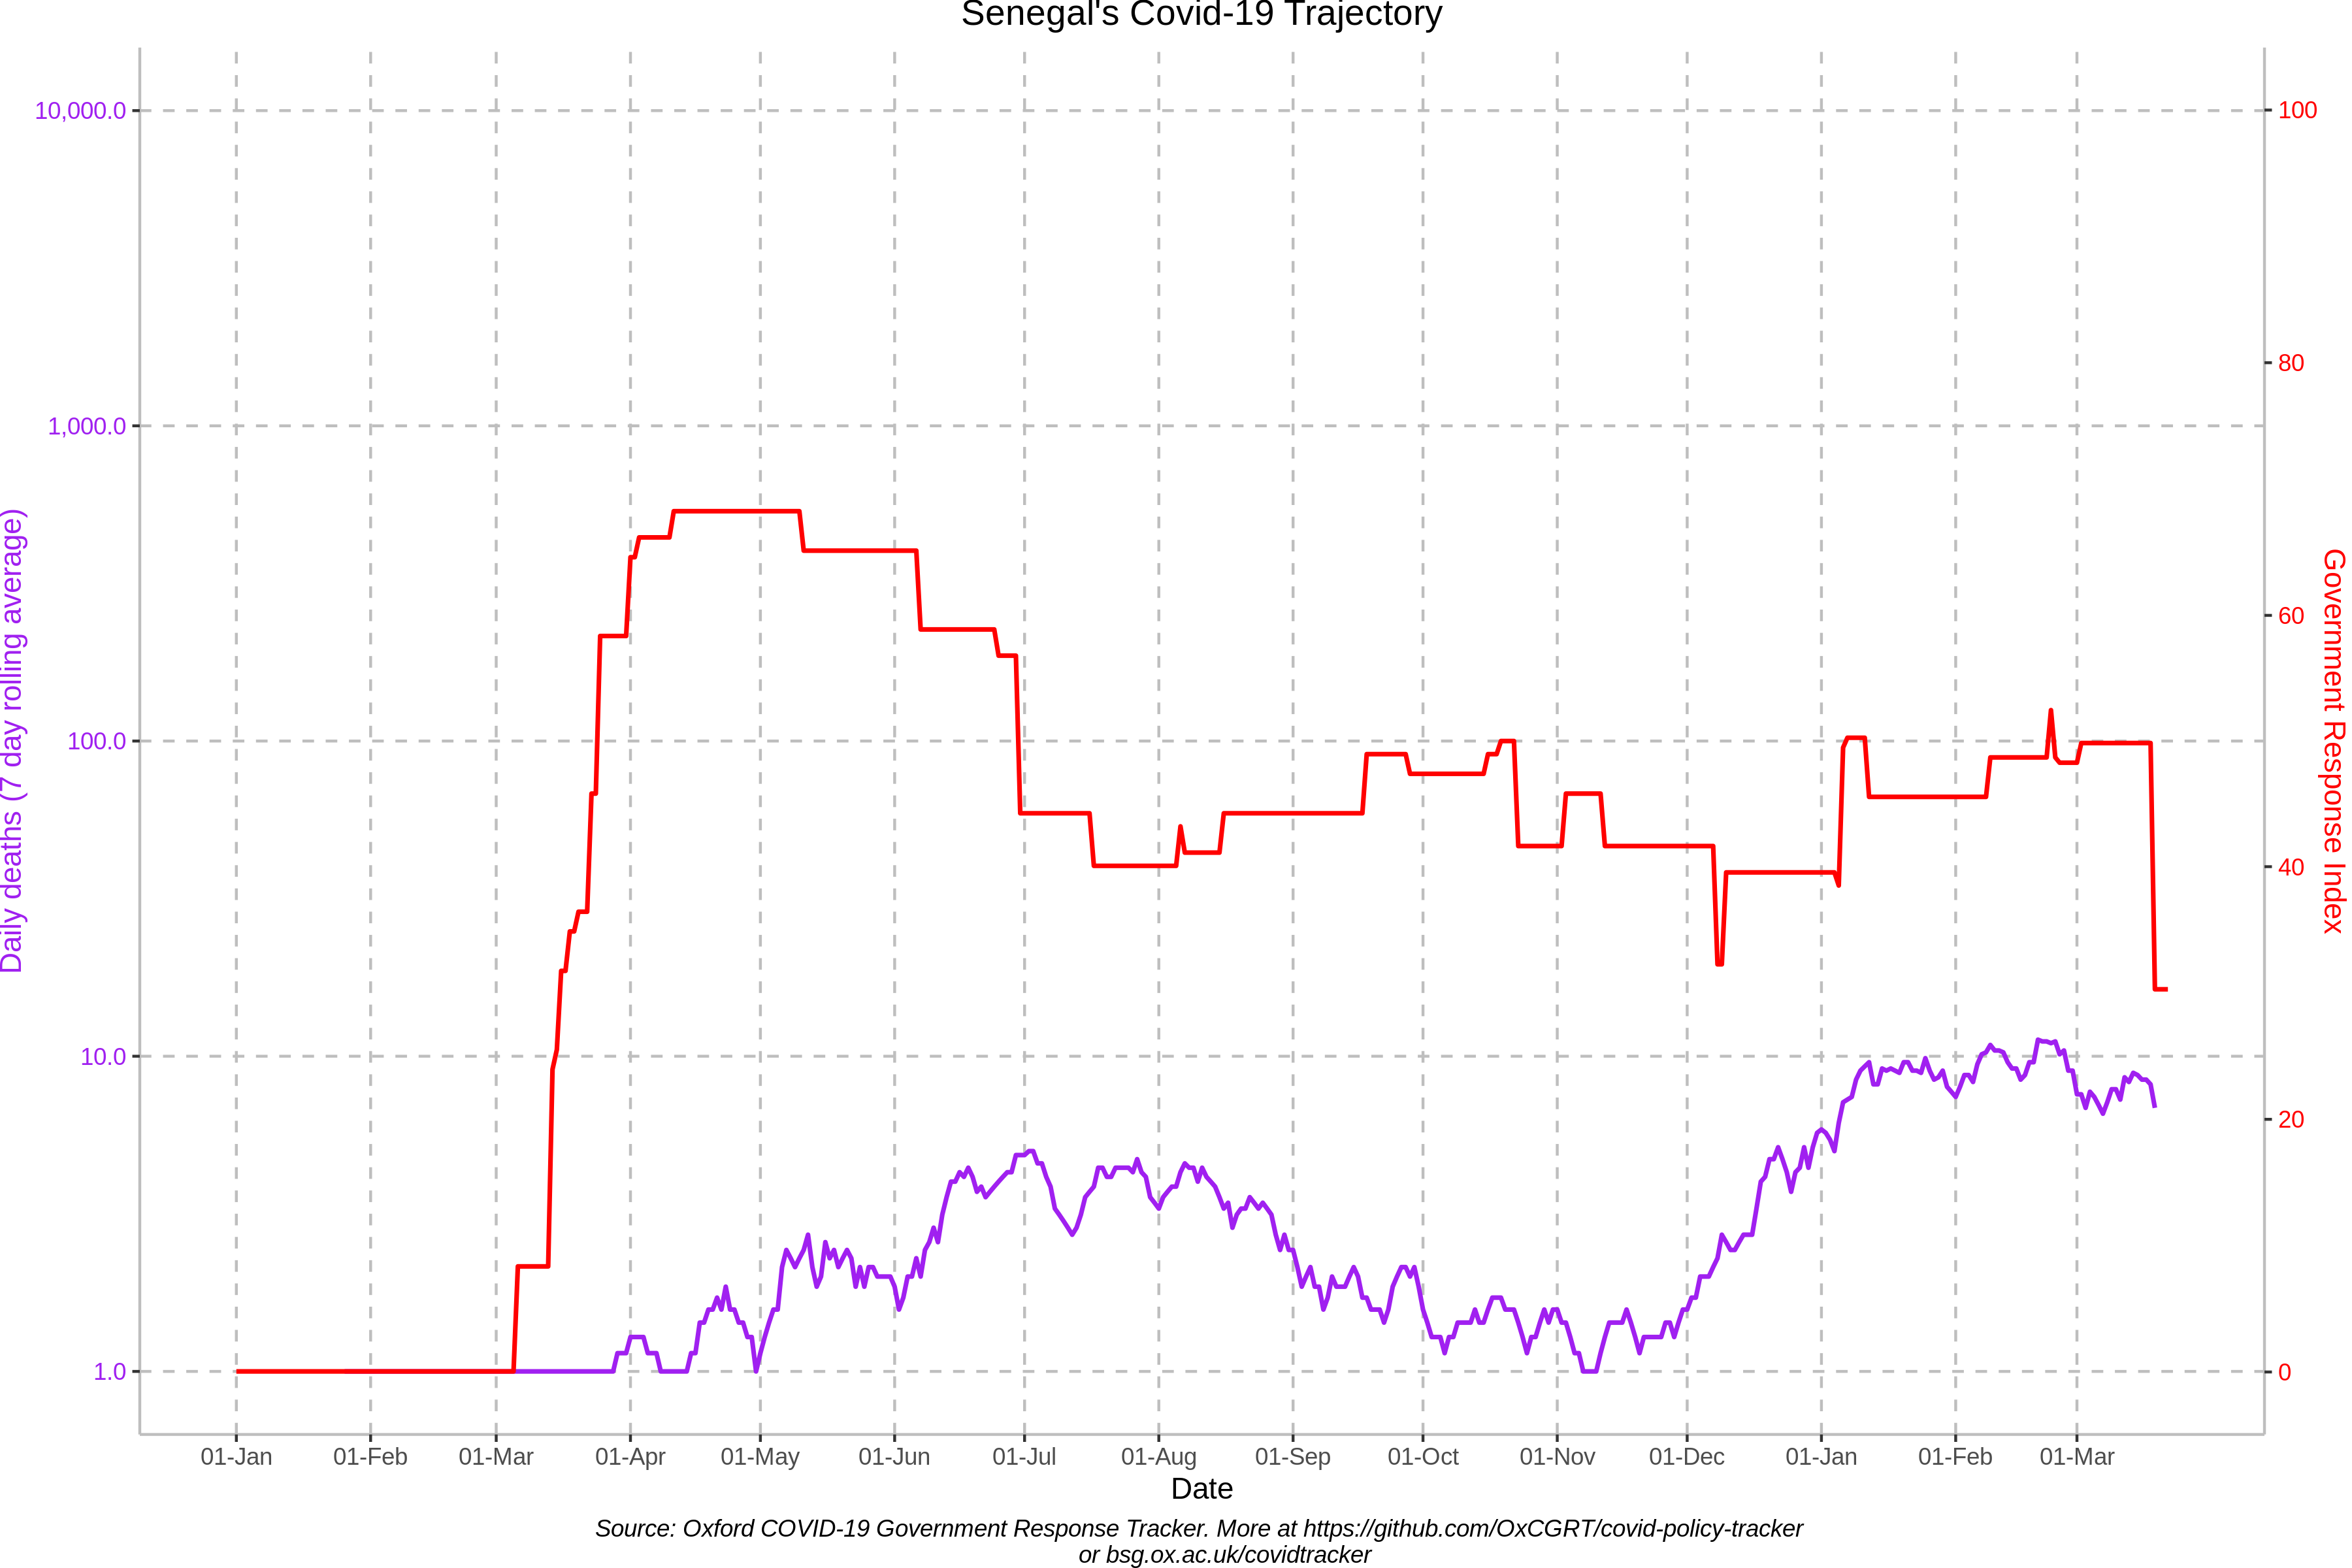 Senegal's Covid-19 Trajectory
10,000.0
1,000.0
100.0
10.0
1.0
Daily deaths (7 day rolling average)
100
80
60
40
20
0
Government Response Index
01-Jan 01-Feb 01-Mar 01-Apr 01-May 01-Jun 01-Jul 01-Aug 01-Sep 01-Oct 01-Nov 01-Dec 01-Jan 01-Feb 01-Mar
Date
Source: Oxford COVID-19 Government Response Tracker. More at https://github.com/OxCGRT/covid-policy-tracker
or bsg.ox.ac.uk/covidtracker